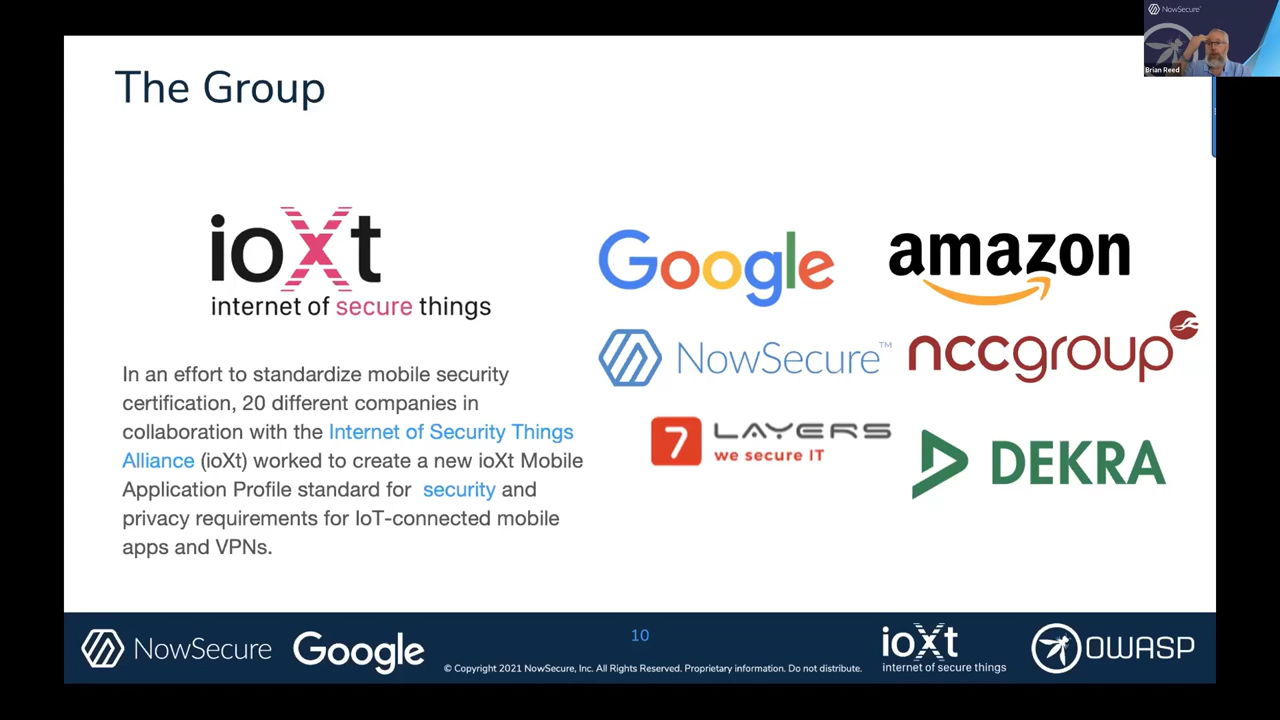 NowSecure
Brian Reed
The Group
ioXt
internet of secure things
Google
amazon
NowSecure™
nccgroup
7 LAYERS
we secure IT
DEKRA
In an effort to standardize mobile security
certification, 20 different companies in
collaboration with the Internet of Security Things
Alliance (ioXt) worked to create a new ioXt Mobile
Application Profile standard for security and
privacy requirements for IoT-connected mobile
apps and VPNs.
NowSecure
Google
10
© Copyright 2021 NowSecure, Inc. All Rights Reserved. Proprietary information. Do not distribute.
ioXt
internet of secure things
OWASP